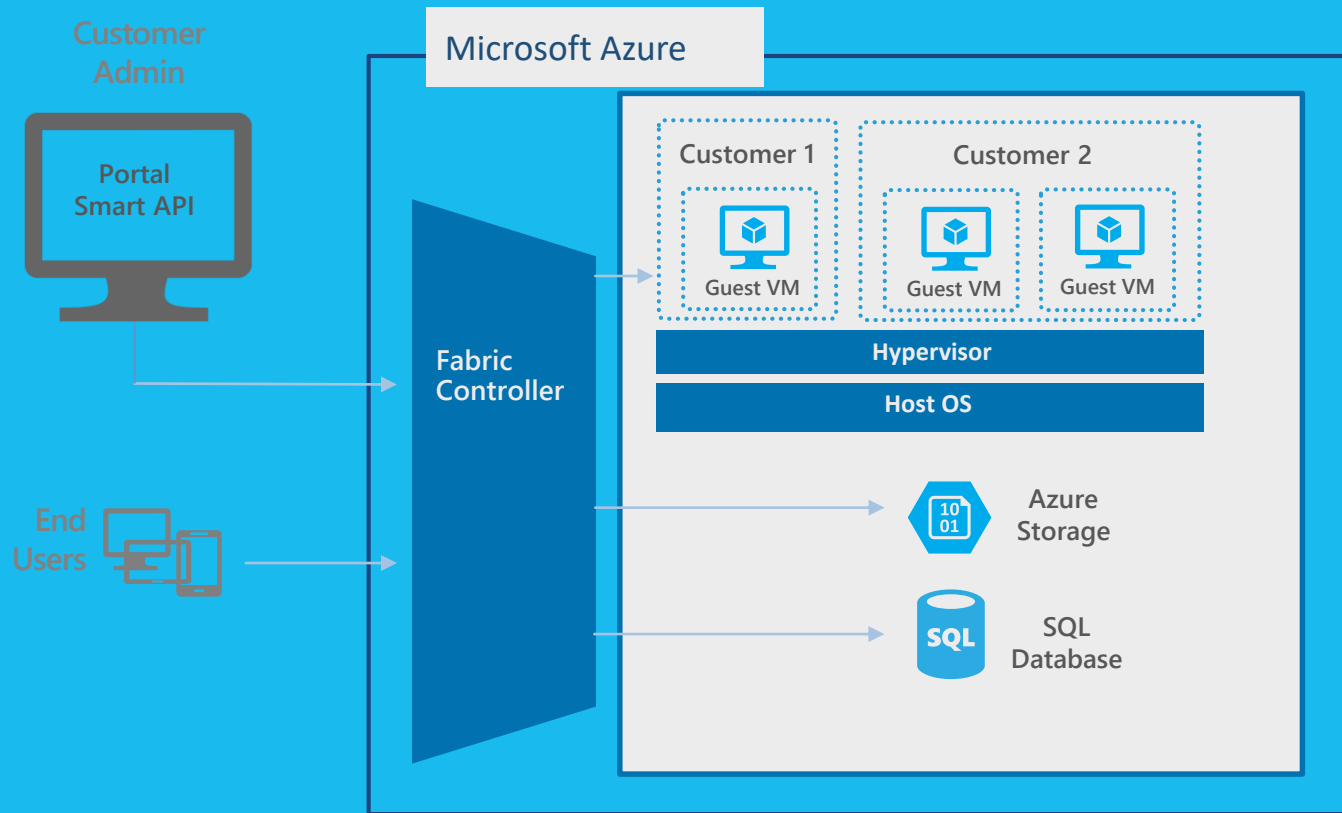 Customer
Admin
Microsoft Azure
Portal
Smart API
Customer 1
Customer 2
Guest VM
Guest VM
Guest VM
Hypervisor
Host OS
Fabric
Controller
End
Users
10
01
Azure
Storage
SQL
SQL
Database